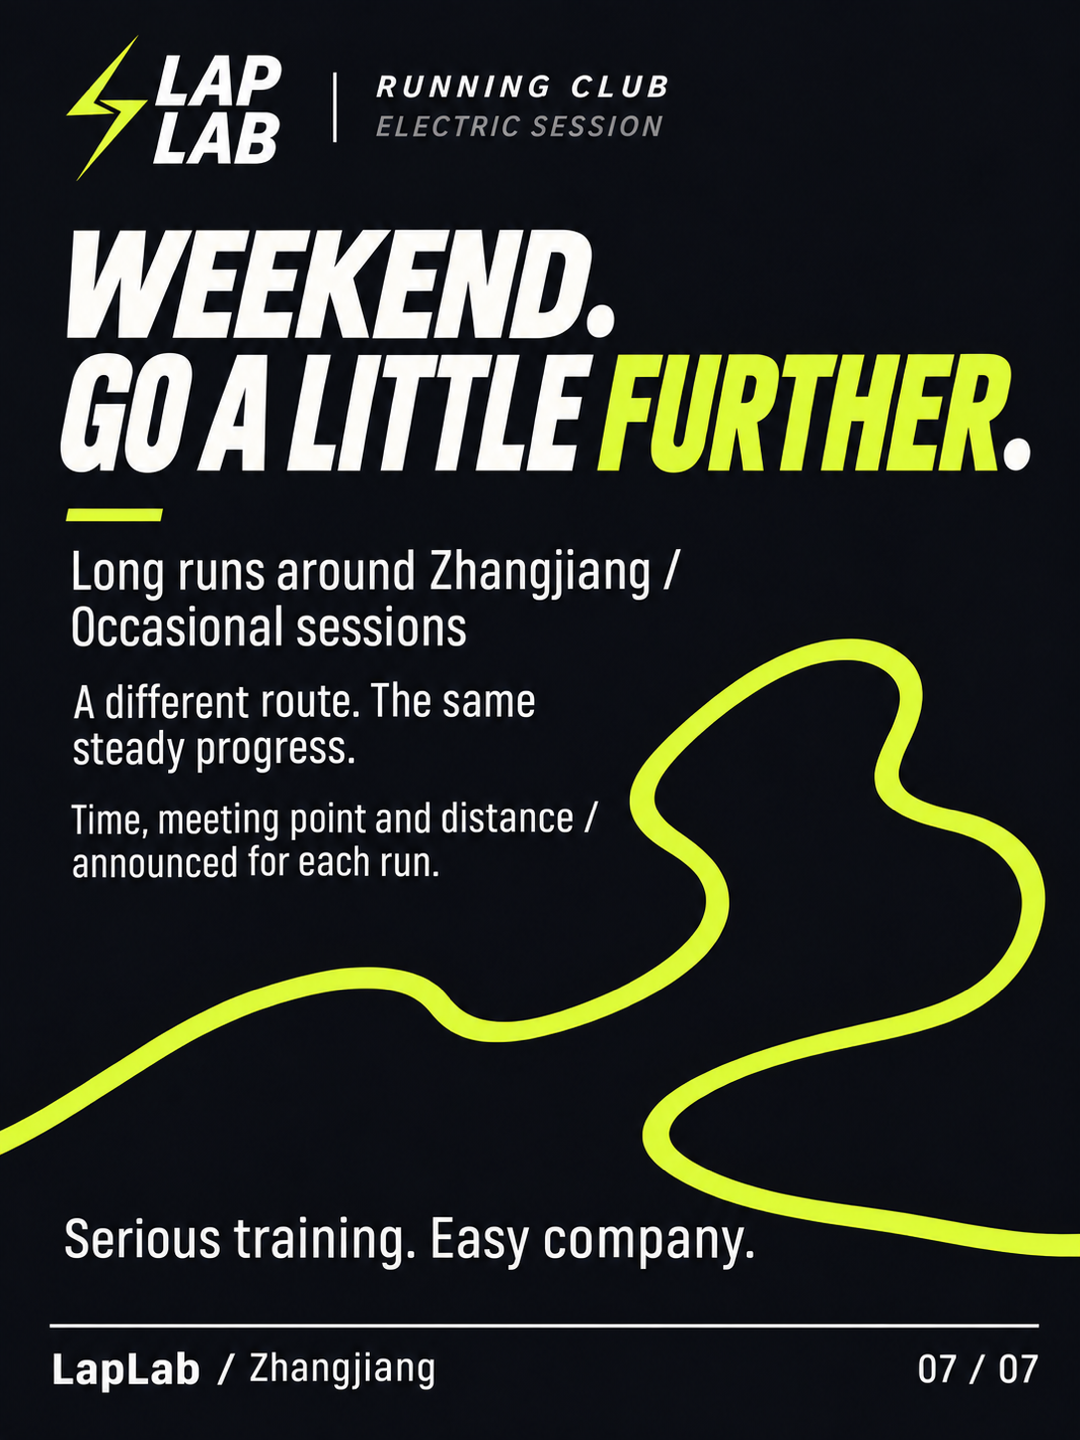 LAP
LAB
RUNNING CLUB
ELECTRIC SESSION
WEEKEND.
GO A LITTLE FURTHER.
Long runs around Zhangjiang /
Occasional sessions
A different route. The same
steady progress.
Time, meeting point and distance /
announced for each run.
Serious training. Easy company.
LapLab / Zhangjiang
07 / 07